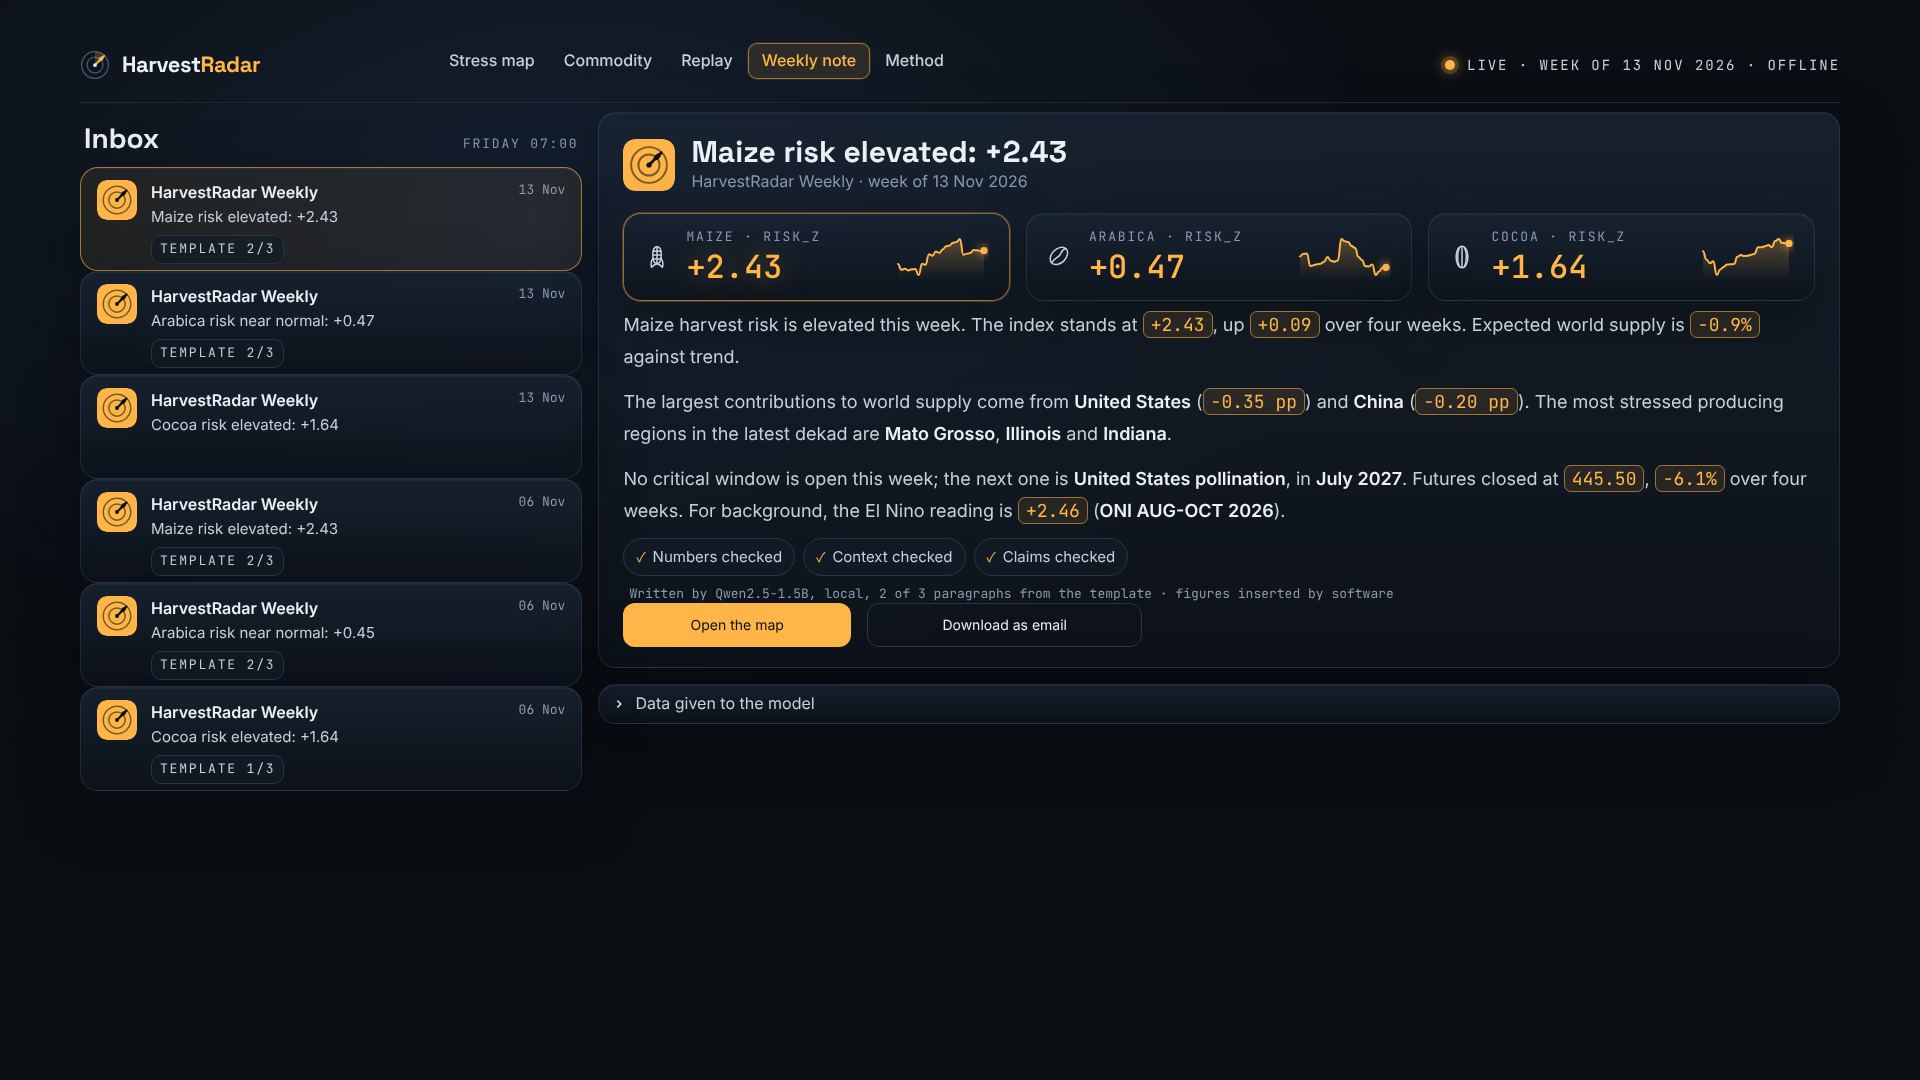 HarvestRadar
Stress map
Commodity
Replay
Weekly note
Method
LIVE · WEEK OF 13 NOV 2026 · OFFLINE
Inbox
FRIDAY 07:00
HarvestRadar Weekly
13 Nov
Maize risk elevated: +2.43
TEMPLATE 2/3
HarvestRadar Weekly
13 Nov
Arabica risk near normal: +0.47
TEMPLATE 2/3
HarvestRadar Weekly
13 Nov
Cocoa risk elevated: +1.64
HarvestRadar Weekly
06 Nov
Maize risk elevated: +2.43
TEMPLATE 2/3
HarvestRadar Weekly
06 Nov
Arabica risk near normal: +0.45
TEMPLATE 2/3
HarvestRadar Weekly
06 Nov
Cocoa risk elevated: +1.64
TEMPLATE 1/3
Maize risk elevated: +2.43
HarvestRadar Weekly · week of 13 Nov 2026
MAIZE · RISK_Z
+2.43
ARABICA · RISK_Z
+0.47
COCOA · RISK_Z
+1.64
Maize harvest risk is elevated this week. The index stands at +2.43, up +0.09 over four weeks. Expected world supply is -0.9%
against trend.
The largest contributions to world supply come from United States (-0.35 pp) and China (-0.20 pp). The most stressed producing
regions in the latest dekad are Mato Grosso, Illinois and Indiana.
No critical window is open this week; the next one is United States pollination, in July 2027. Futures closed at 445.50, -6.1% over four
weeks. For background, the El Nino reading is +2.46 (ONI AUG-OCT 2026).
✓ Numbers checked
✓ Context checked
✓ Claims checked
Written by Qwen2.5-1.5B, local, 2 of 3 paragraphs from the template · figures inserted by software
Open the map
Download as email
› Data given to the model